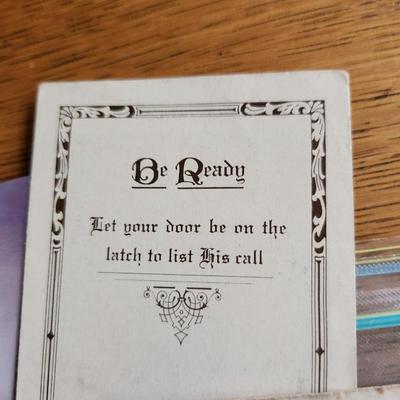 Be Ready
Let your door be on the
latch to list His call